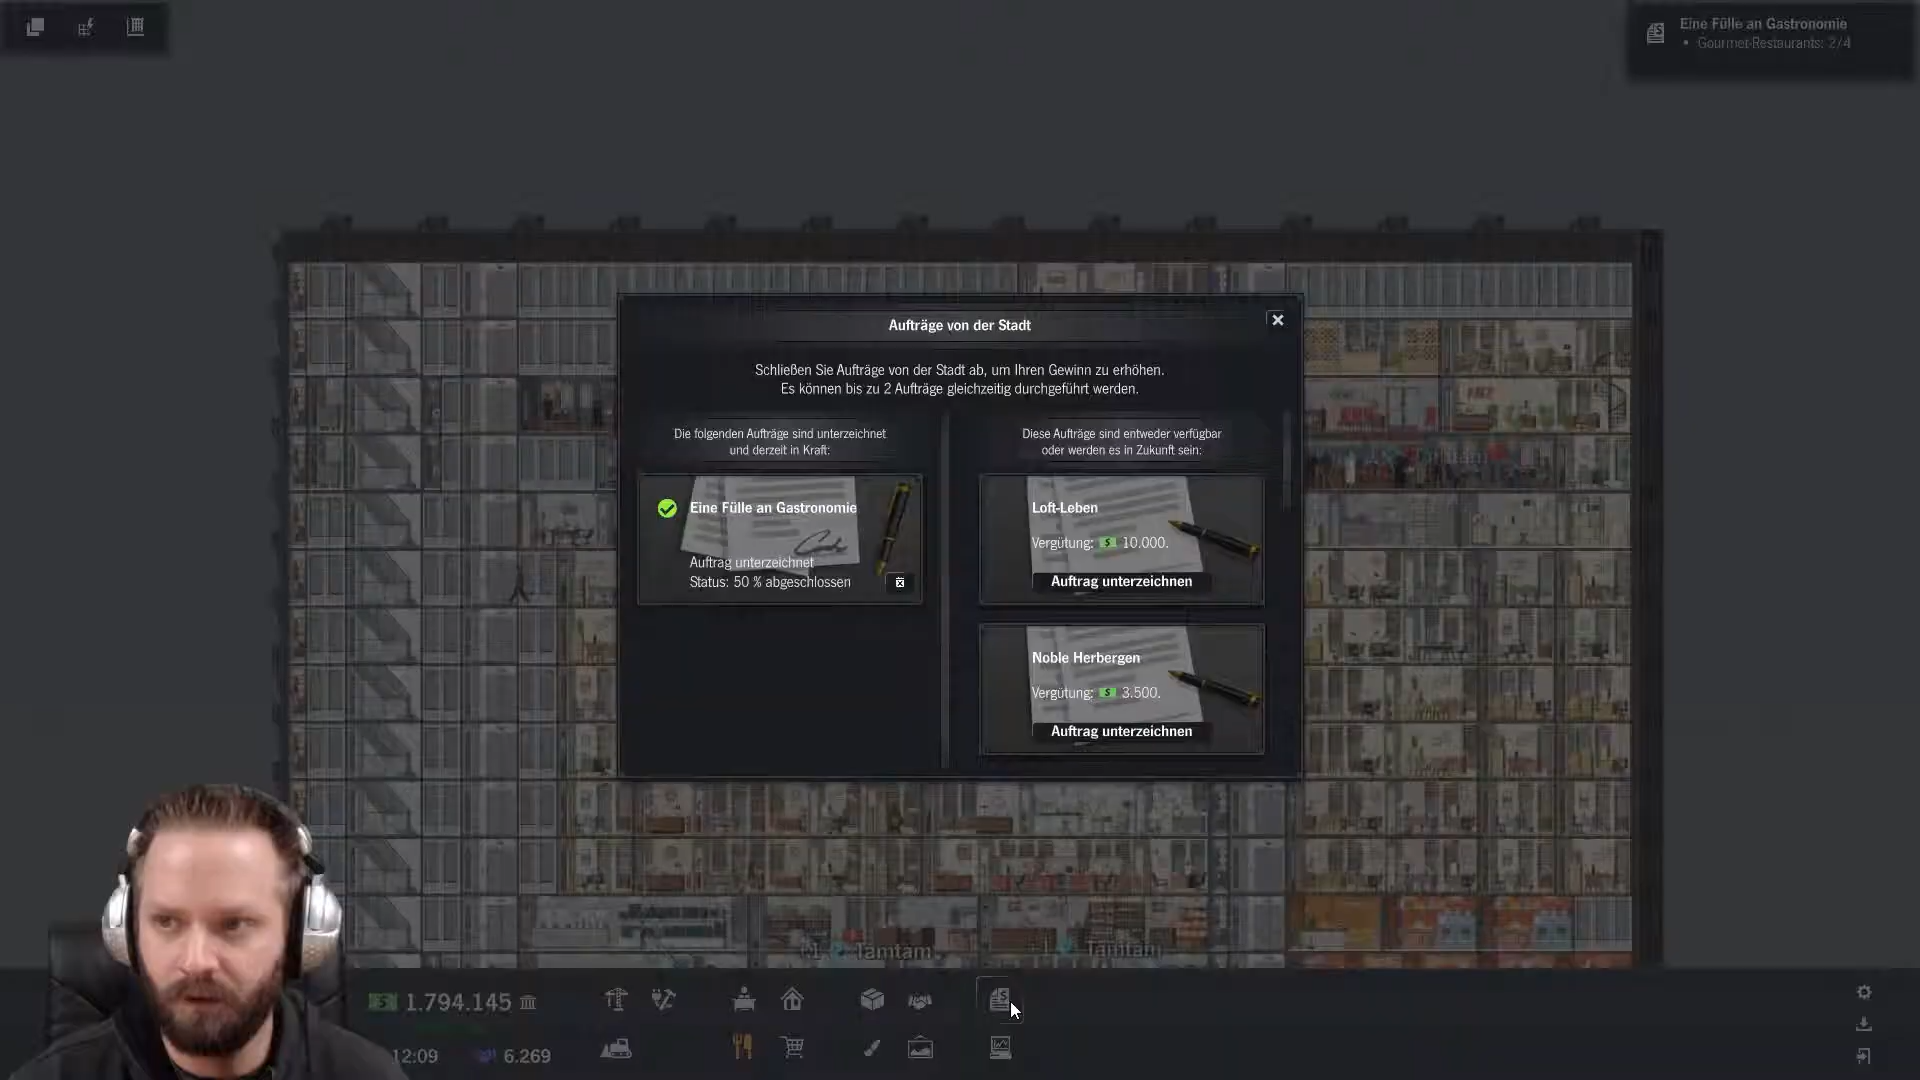 Eine Fülle an Gastronomie
• Gourmet-Restaurants: 2/4
Aufträge von der Stadt
Schließen Sie Aufträge von der Stadt ab, um Ihren Gewinn zu erhöhen.
Es können bis zu 2 Aufträge gleichzeitig durchgeführt werden.
Die folgenden Aufträge sind unterzeichnet
und derzeit in Kraft:
Eine Fülle an Gastronomie
Auftrag unterzeichnet
Status: 50 % abgeschlossen
Diese Aufträge sind entweder verfügbar
oder werden es in Zukunft sein:
Loft-Leben
Vergütung: $ 10.000.
Auftrag unterzeichnen
Noble Herbergen
Vergütung: $ 3.500.
Auftrag unterzeichnen
Tamtam
Tamtam
$ 1.794.145
12:09
6.269